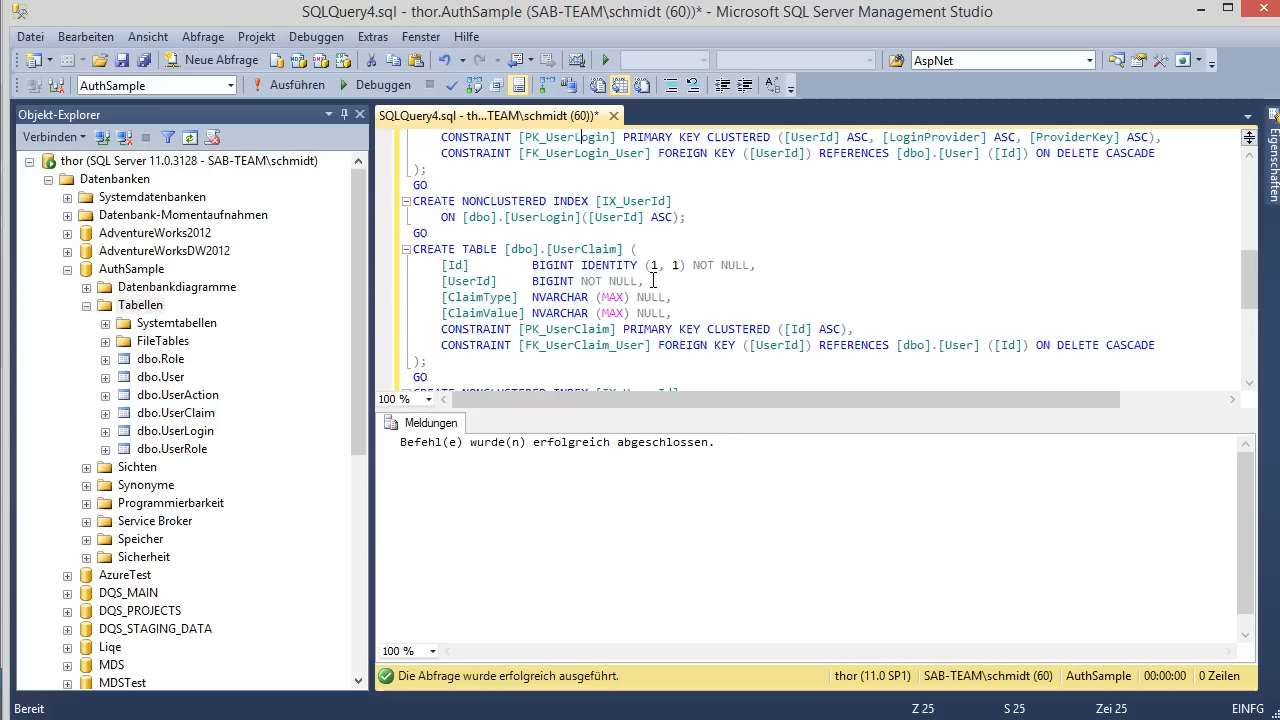 SQLQuery4.sql - thor.AuthSample (SAB-TEAM\schmidt (60))* - Microsoft SQL Server Management Studio
Datei Bearbeiten Ansicht Abfrage Projekt Debuggen Extras Fenster Hilfe
Neue Abfrage AspNet
AuthSample Ausführen Debuggen
Objekt-Explorer
Verbinden
thor (SQL Server 11.0.3128 - SAB-TEAM\schmidt)
Datenbanken
Systemdatenbanken
Datenbank-Momentaufnahmen
AdventureWorks2012
AdventureWorksDW2012
AuthSample
Datenbankdiagramme
Tabellen
Systemtabellen
FileTables
dbo.Role
dbo.User
dbo.UserAction
dbo.UserClaim
dbo.UserLogin
dbo.UserRole
Sichten
Synonyme
Programmierbarkeit
Service Broker
Speicher
Sicherheit
AzureTest
DQS_MAIN
DQS_PROJECTS
DQS_STAGING_DATA
Liqe
MDS
MDSTest
SQLQuery4.sql - th...TEAM\schmidt (60))*
CONSTRAINT [PK_UserLogin] PRIMARY KEY CLUSTERED ([UserId] ASC, [LoginProvider] ASC, [ProviderKey] ASC),
CONSTRAINT [FK_UserLogin_User] FOREIGN KEY ([UserId]) REFERENCES [dbo].[User] ([Id]) ON DELETE CASCADE
);
GO
CREATE NONCLUSTERED INDEX [IX_UserId]
ON [dbo].[UserLogin]([UserId] ASC);
GO
CREATE TABLE [dbo].[UserClaim] (
[Id] BIGINT IDENTITY (1, 1) NOT NULL,
[UserId] BIGINT NOT NULL,
[ClaimType] NVARCHAR (MAX) NULL,
[ClaimValue] NVARCHAR (MAX) NULL,
CONSTRAINT [PK_UserClaim] PRIMARY KEY CLUSTERED ([Id] ASC),
CONSTRAINT [FK_UserClaim_User] FOREIGN KEY ([UserId]) REFERENCES [dbo].[User] ([Id]) ON DELETE CASCADE
);
GO
100 %
Meldungen
Befehl(e) wurde(n) erfolgreich abgeschlossen.
100 %
Die Abfrage wurde erfolgreich ausgeführt. thor (11.0 SP1) SAB-TEAM\schmidt (60) AuthSample 00:00:00 0 Zeilen
Eigenschaften
Bereit Z 25 S 25 Zei 25 EINFG